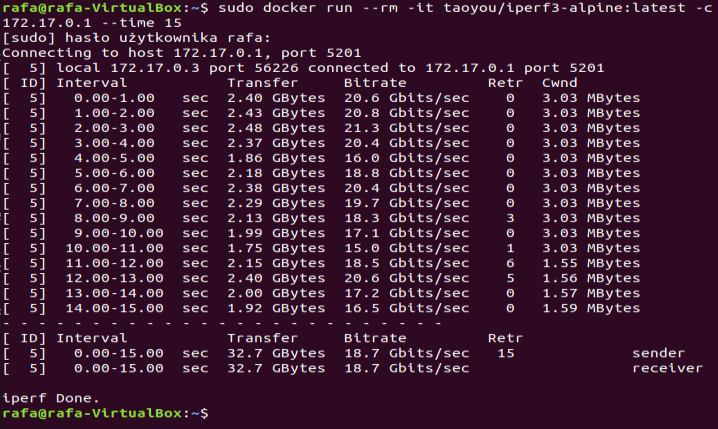 rafa@rafa-VirtualBox:~$ sudo docker run --rm -it taoyou/iperf3-alpine:latest -c
172.17.0.1 --time 15
[sudo] hasło użytkownika rafa:
Connecting to host 172.17.0.1, port 5201
[  5] local 172.17.0.3 port 56226 connected to 172.17.0.1 port 5201
[ ID] Interval           Transfer     Bitrate         Retr  Cwnd
[  5]   0.00-1.00   sec  2.40 GBytes  20.6 Gbits/sec    0   3.03 MBytes
[  5]   1.00-2.00   sec  2.43 GBytes  20.8 Gbits/sec    0   3.03 MBytes
[  5]   2.00-3.00   sec  2.48 GBytes  21.3 Gbits/sec    0   3.03 MBytes
[  5]   3.00-4.00   sec  2.37 GBytes  20.4 Gbits/sec    0   3.03 MBytes
[  5]   4.00-5.00   sec  1.86 GBytes  16.0 Gbits/sec    0   3.03 MBytes
[  5]   5.00-6.00   sec  2.18 GBytes  18.8 Gbits/sec    0   3.03 MBytes
[  5]   6.00-7.00   sec  2.38 GBytes  20.4 Gbits/sec    0   3.03 MBytes
[  5]   7.00-8.00   sec  2.29 GBytes  19.7 Gbits/sec    0   3.03 MBytes
[  5]   8.00-9.00   sec  2.13 GBytes  18.3 Gbits/sec    3   3.03 MBytes
[  5]   9.00-10.00  sec  1.99 GBytes  17.1 Gbits/sec    0   3.03 MBytes
[  5]  10.00-11.00  sec  1.75 GBytes  15.0 Gbits/sec    1   3.03 MBytes
[  5]  11.00-12.00  sec  2.15 GBytes  18.5 Gbits/sec    6   1.55 MBytes
[  5]  12.00-13.00  sec  2.40 GBytes  20.6 Gbits/sec    5   1.56 MBytes
[  5]  13.00-14.00  sec  2.00 GBytes  17.2 Gbits/sec    0   1.57 MBytes
[  5]  14.00-15.00  sec  1.92 GBytes  16.5 Gbits/sec    0   1.59 MBytes
- - - - - - - - - - - - - - - - - - - - - - - - -
[ ID] Interval           Transfer     Bitrate         Retr
[  5]   0.00-15.00  sec  32.7 GBytes  18.7 Gbits/sec   15             sender
[  5]   0.00-15.00  sec  32.7 GBytes  18.7 Gbits/sec                  receiver

iperf Done.
rafa@rafa-VirtualBox:~$